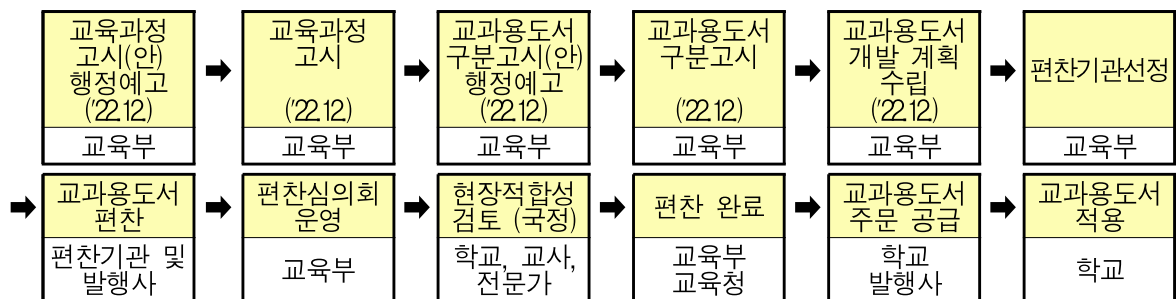 교육과정
고시(안)
행정예고
('22.12.)
교육부
교육과정
고시
('22.12.)
교육부
교과용도서
구분고시(안)
행정예고
('22.12.)
교육부
교과용도서
구분고시
('22.12.)
교육부
교과용도서
개발 계획
수립
('22.12.)
교육부
편찬기관선정
교육부
교과용도서
편찬
편찬기관 및
발행사
편찬심의회
운영
교육부
현장적합성
검토 (국정)
학교, 교사,
전문가
편찬 완료
교육부
교육청
교과용도서
주문 공급
학교
발행사
교과용도서
적용
학교